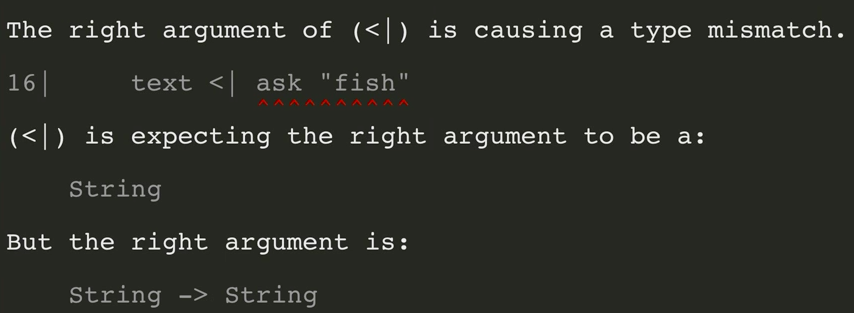 The right argument of (<|) is causing a type mismatch.
16|     text <| ask "fish"
^^^^^^^^^^
(<|) is expecting the right argument to be a:
String
But the right argument is:
String -> String